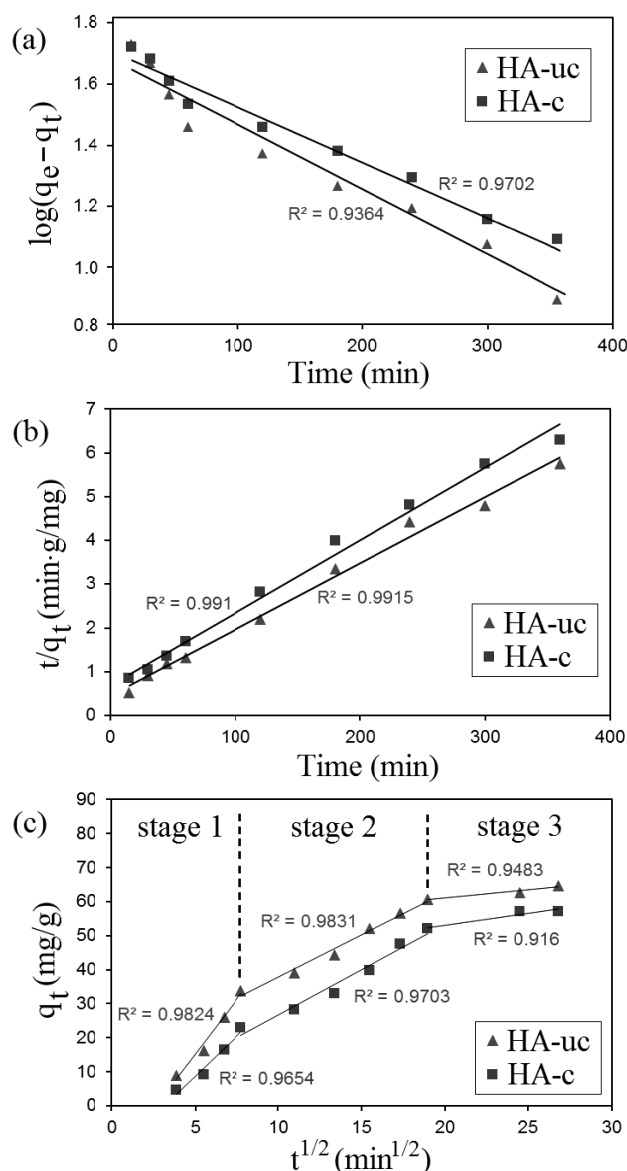 (a)
1.8
1.6
1.4
1.2
1.0
0.8
log(qe−qt)
HA-uc
HA-c
R² = 0.9702
R² = 0.9364
0
100
200
300
400
Time (min)
(b)
7
6
5
4
3
2
1
0
t/qt (min·g/mg)
R² = 0.991
R² = 0.9915
HA-uc
HA-c
0
100
200
300
400
Time (min)
(c)
90
80
70
60
50
40
30
20
10
0
qt (mg/g)
stage 1
stage 2
stage 3
R² = 0.9483
R² = 0.9831
R² = 0.916
R² = 0.9824
R² = 0.9703
R² = 0.9654
HA-uc
HA-c
0
5
10
15
20
25
30
t1/2 (min1/2)